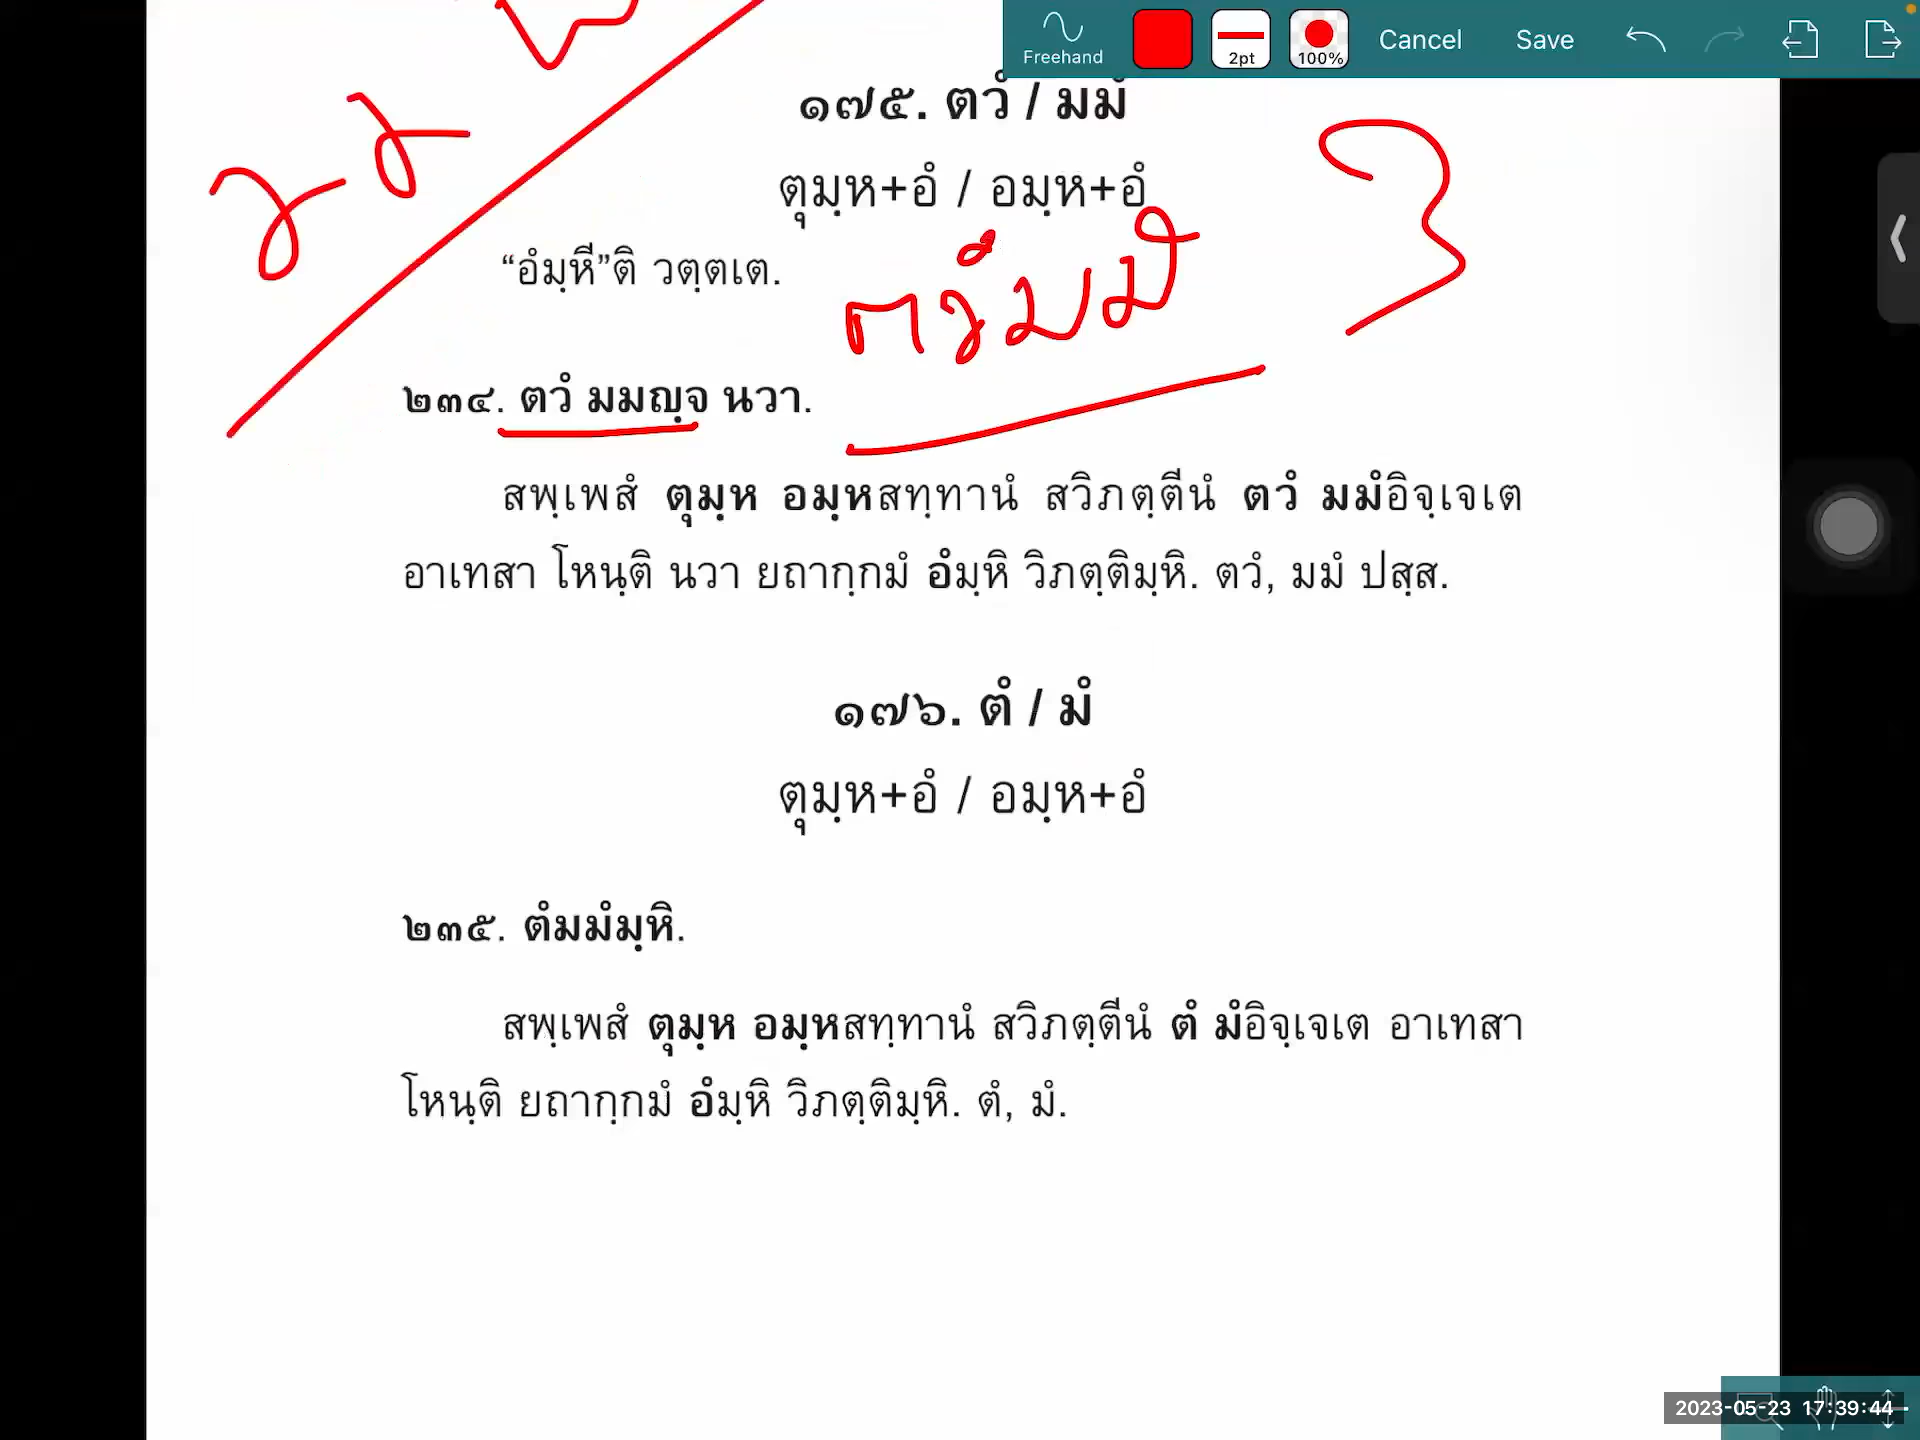 Freehand
2pt
100%
Cancel
Save
๑๗๕. ตวํ / มมํ
ตุมฺห+อํ / อมฺห+อํ
“อํมฺหี”ติ วตฺตเต.
ตวํมมํ
๒๓๔. ตวํ มมญฺจ นวา.
สพฺเพสํ ตุมฺห อมฺหสทฺทานํ สวิภตฺตีนํ ตวํ มมํอิจฺเจเต
อาเทสา โหนฺติ นวา ยถากฺกมํ อํมฺหิ วิภตฺติมฺหิ. ตวํ, มมํ ปสฺส.
๑๗๖. ตํ / มํ
ตุมฺห+อํ / อมฺห+อํ
๒๓๕. ตํมมํมฺหิ.
สพฺเพสํ ตุมฺห อมฺหสทฺทานํ สวิภตฺตีนํ ตํ มํอิจฺเจเต อาเทสา
โหนฺติ ยถากฺกมํ อํมฺหิ วิภตฺติมฺหิ. ตํ, มํ.
2023-05-23 17:39:44